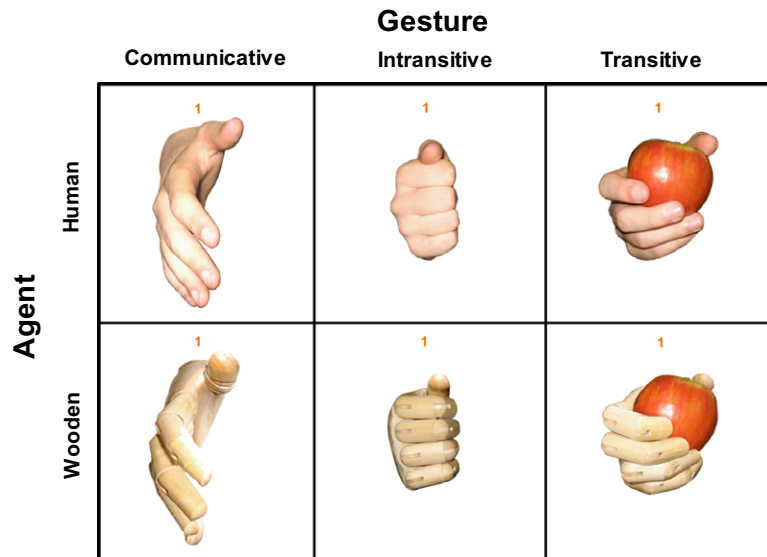 Gesture
Communicative Intransitive Transitive
Agent
Human
1 1 1
Wooden
1 1 1